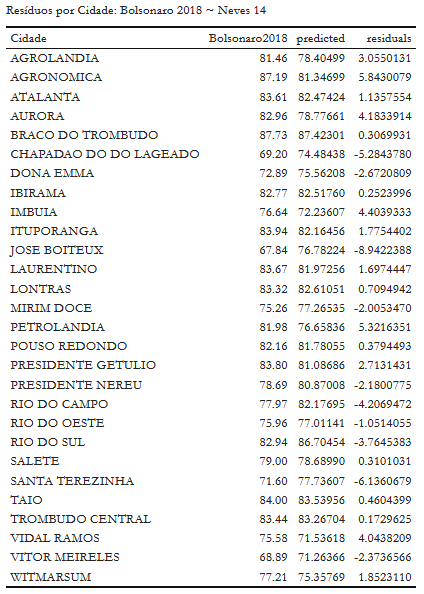 Resíduos por Cidade: Bolsonaro 2018 ~ Neves 14
Cidade Bolsonaro2018 predicted residuals
AGROLANDIA 81.46 78.40499 3.0550131
AGRONOMICA 87.19 81.34699 5.8430079
ATALANTA 83.61 82.47424 1.1357554
AURORA 82.96 78.77661 4.1833914
BRACO DO TROMBUDO 87.73 87.42301 0.3069931
CHAPADAO DO DO LAGEADO 69.20 74.48438 -5.2843780
DONA EMMA 72.89 75.56208 -2.6720809
IBIRAMA 82.77 82.51760 0.2523996
IMBUIA 76.64 72.23607 4.4039333
ITUPORANGA 83.94 82.16456 1.7754402
JOSE BOITEUX 67.84 76.78224 -8.9422388
LAURENTINO 83.67 81.97256 1.6974447
LONTRAS 83.32 82.61051 0.7094942
MIRIM DOCE 75.26 77.26535 -2.0053470
PETROLANDIA 81.98 76.65836 5.3216351
POUSO REDONDO 82.16 81.78055 0.3794493
PRESIDENTE GETULIO 83.80 81.08686 2.7131431
PRESIDENTE NEREU 78.69 80.87008 -2.1800775
RIO DO CAMPO 77.97 82.17695 -4.2069472
RIO DO OESTE 75.96 77.01141 -1.0514055
RIO DO SUL 82.94 86.70454 -3.7645383
SALETE 79.00 78.68990 0.3101031
SANTA TEREZINHA 71.60 77.73607 -6.1360679
TAIO 84.00 83.53956 0.4604399
TROMBUDO CENTRAL 83.44 83.26704 0.1729625
VIDAL RAMOS 75.58 71.53618 4.0438209
VITOR MEIRELES 68.89 71.26366 -2.3736566
WITMARSUM 77.21 75.35769 1.8523110